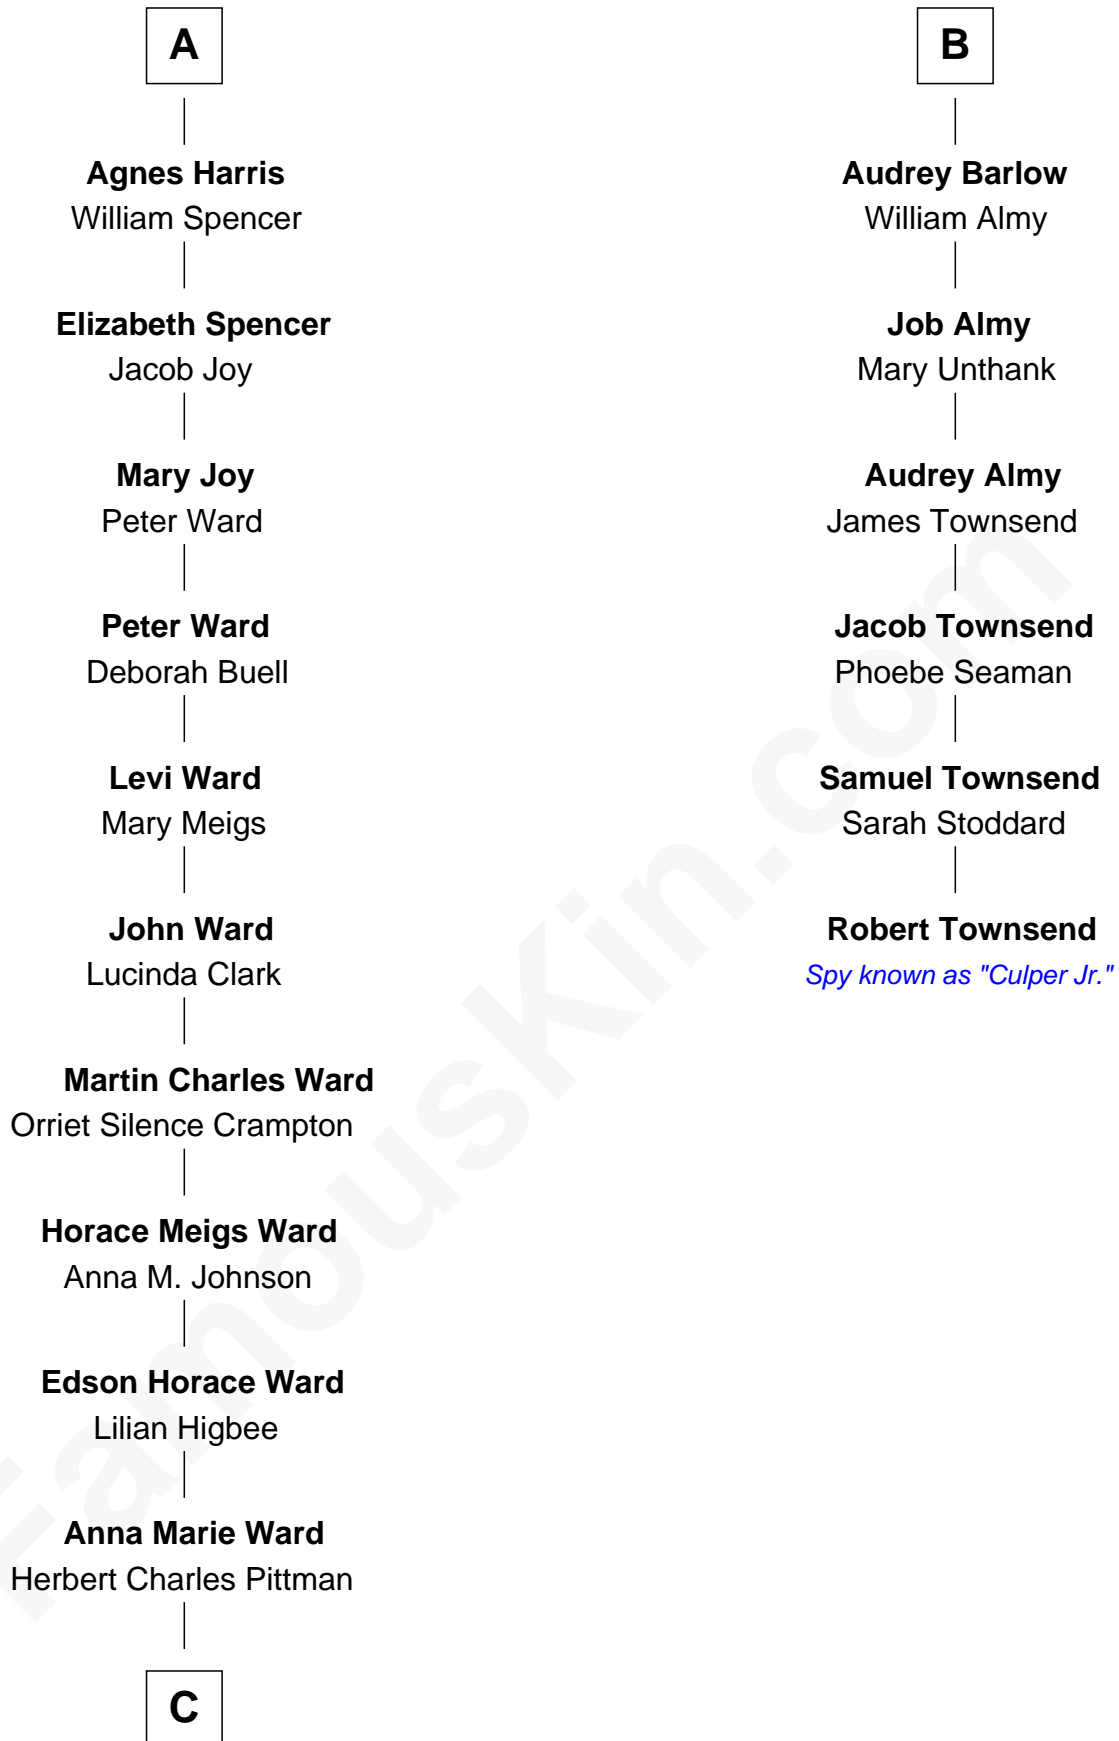 A
Agnes Harris
William Spencer
Elizabeth Spencer
Jacob Joy
Mary Joy
Peter Ward
Peter Ward
Deborah Buell
Levi Ward
Mary Meigs
John Ward
Lucinda Clark
Martin Charles Ward
Orriet Silence Crampton
Horace Meigs Ward
Anna M. Johnson
Edson Horace Ward
Lilian Higbee
Anna Marie Ward
Herbert Charles Pittman
C
B
Audrey Barlow
William Almy
Job Almy
Mary Unthank
Audrey Almy
James Townsend
Jacob Townsend
Phoebe Seaman
Samuel Townsend
Sarah Stoddard
Robert Townsend
Spy known as "Culper Jr."
FamousKin.com